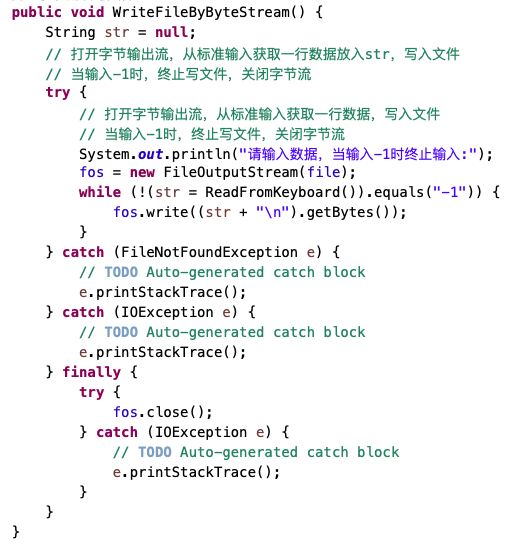 public void WriteFileByByteStream() {
    String str = null;
    // 打开字节输出流，从标准输入获取一行数据放入str，写入文件
    // 当输入-1时，终止写文件，关闭字节流
    try {
        // 打开字节输出流，从标准输入获取一行数据，写入文件
        // 当输入-1时，终止写文件，关闭字节流
        System.out.println("请输入数据，当输入-1时终止输入:");
        fos = new FileOutputStream(file);
        while (!(str = ReadFromKeyboard()).equals("-1")) {
            fos.write((str + "\n").getBytes());
        }
    } catch (FileNotFoundException e) {
        // TODO Auto-generated catch block
        e.printStackTrace();
    } catch (IOException e) {
        // TODO Auto-generated catch block
        e.printStackTrace();
    } finally {
        try {
            fos.close();
        } catch (IOException e) {
            // TODO Auto-generated catch block
            e.printStackTrace();
        }
    }
}